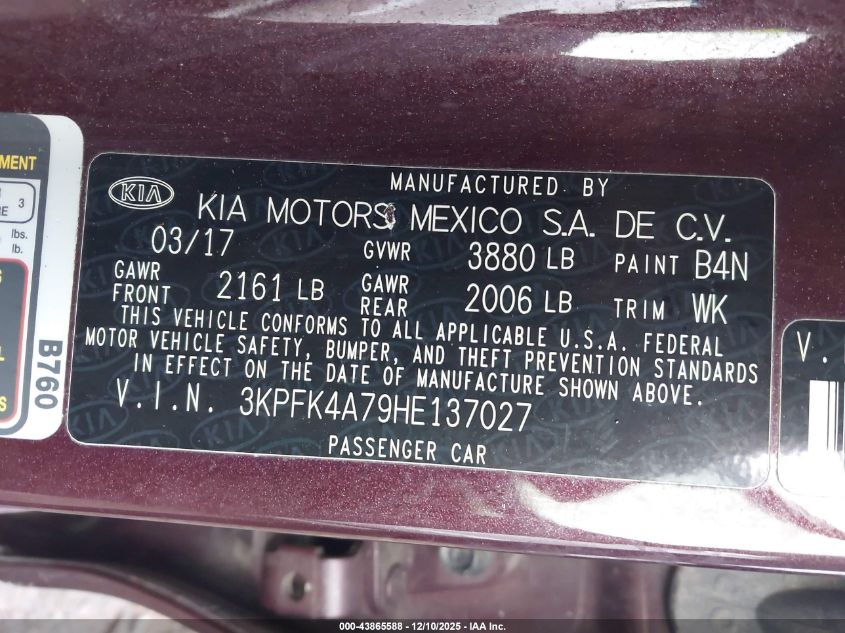 MENT
3
RE
lbs.
lb.
B760
KIA
MANUFACTURED BY
KIA MOTORS MEXICO S.A. DE C.V.
03/17 GVWR 3880 LB PAINT B4N
GAWR FRONT 2161 LB GAWR REAR 2006 LB TRIM WK
THIS VEHICLE CONFORMS TO ALL APPLICABLE U.S.A. FEDERAL
MOTOR VEHICLE SAFETY, BUMPER, AND THEFT PREVENTION STANDARDS
IN EFFECT ON THE DATE OF MANUFACTURE SHOWN ABOVE.
V.I.N. 3KPFK4A79HE137027
PASSENGER CAR
V.
000-43865588 - 12/10/2025 - IAA Inc.